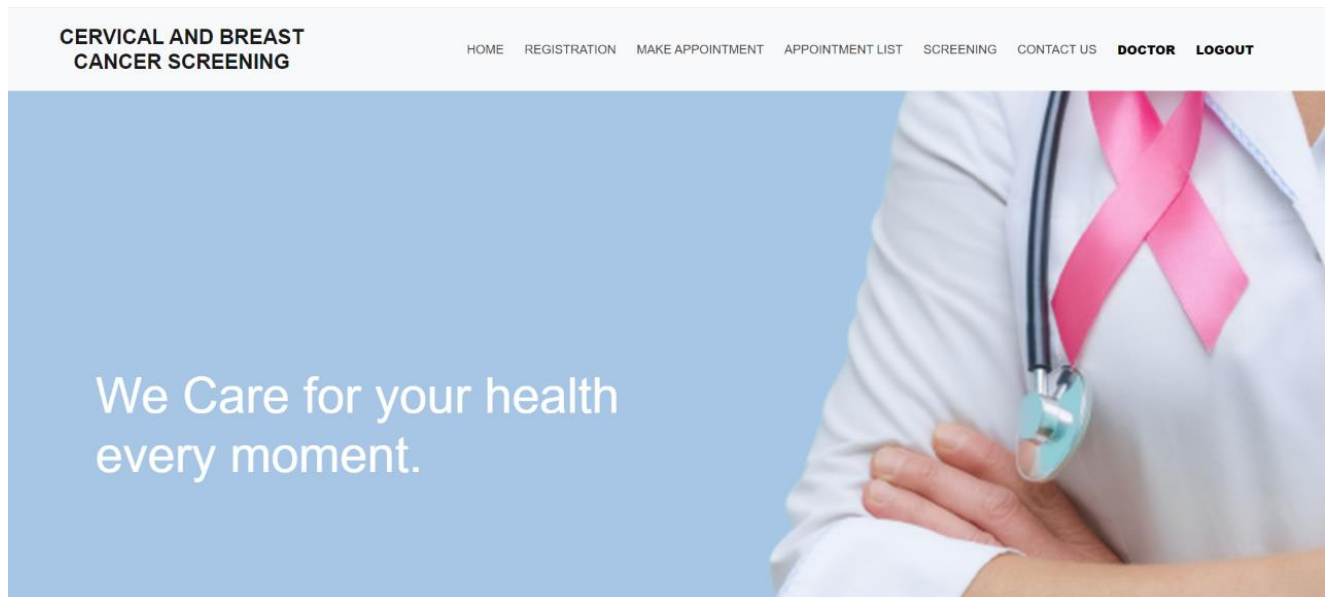 CERVICAL AND BREAST
CANCER SCREENING
HOME REGISTRATION MAKE APPOINTMENT APPOINTMENT LIST SCREENING CONTACT US DOCTOR LOGOUT
We Care for your health
every moment.